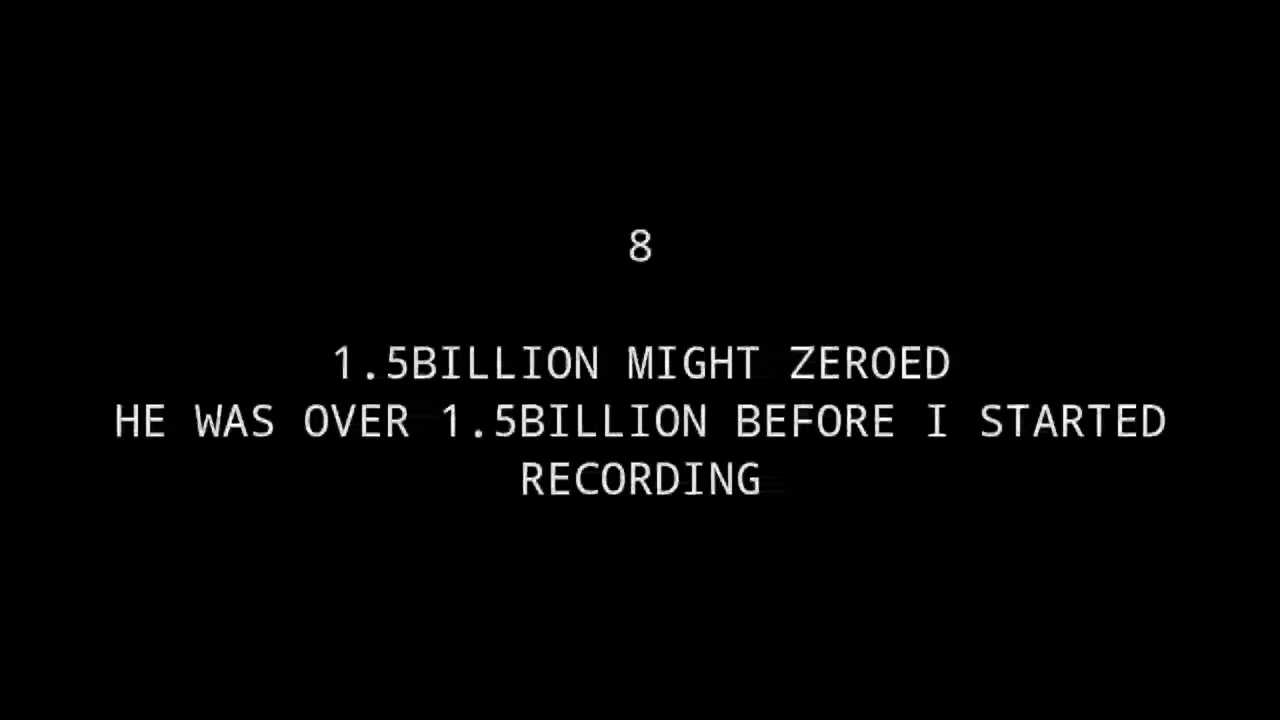 8
1.5BILLION MIGHT ZEROED
HE WAS OVER 1.5BILLION BEFORE I STARTED
RECORDING